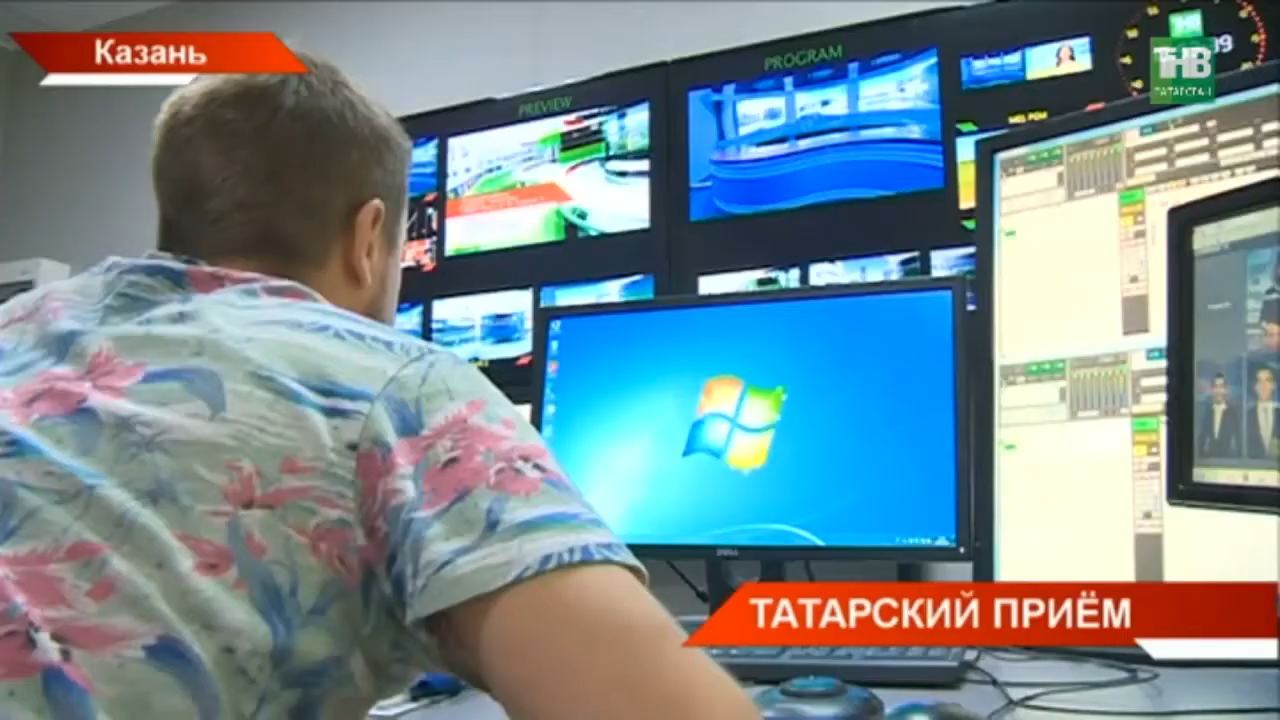 Казань
PREVIEW
PROGRAM
ТНВ
ТАТАРСТАН
DELL
ТАТАРСКИЙ ПРИЁМ